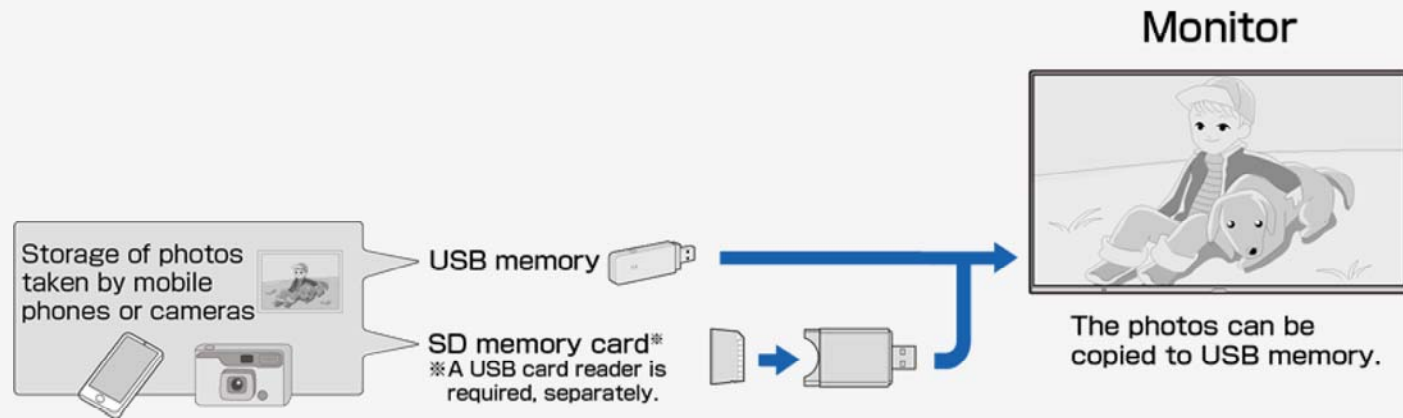 Monitor
Storage of photos
taken by mobile
phones or cameras
USB memory
SD memory card※
※A USB card reader is
required, separately.
The photos can be
copied to USB memory.